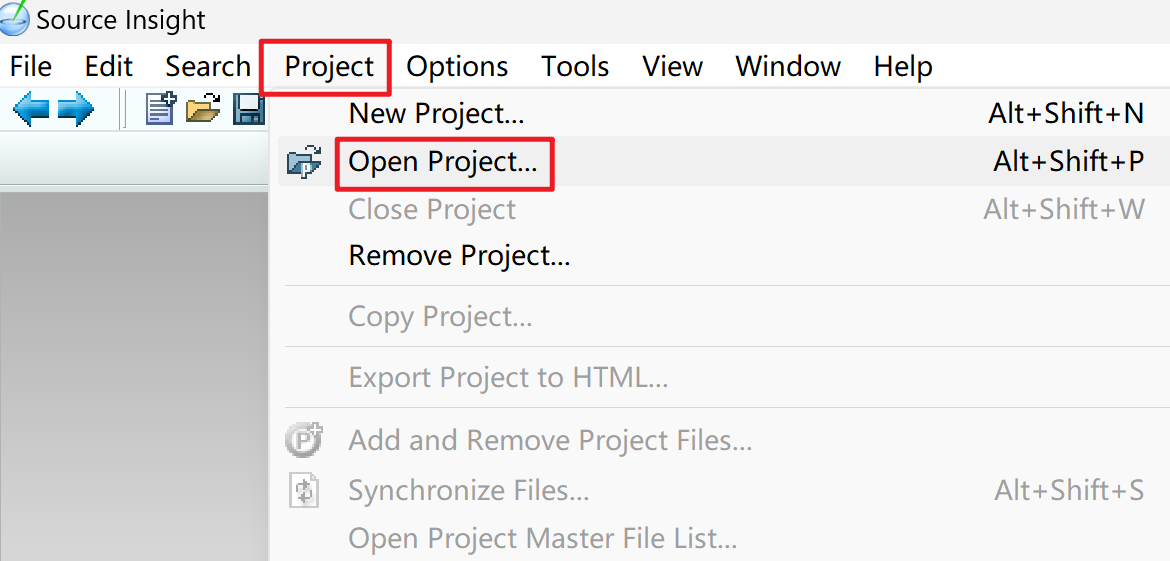 Source Insight
File Edit Search Project Options Tools View Window Help
New Project... Alt+Shift+N
Open Project... Alt+Shift+P
Close Project Alt+Shift+W
Remove Project...
Copy Project...
Export Project to HTML...
Add and Remove Project Files...
Synchronize Files... Alt+Shift+S
Open Project Master File List...